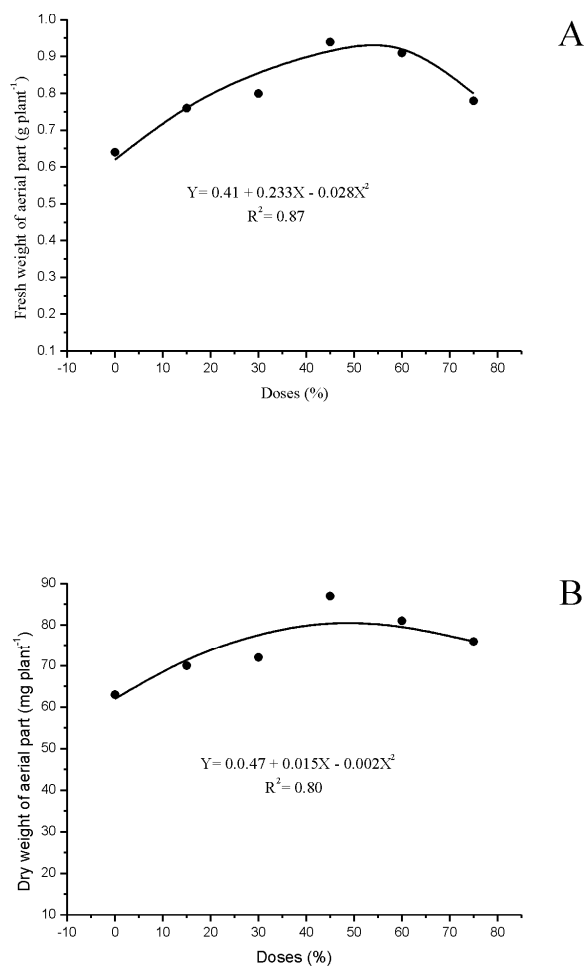 A
1.0
0.9
0.8
0.7
0.6
0.5
0.4
0.3
0.2
0.1
Fresh weight of aerial part (g plant⁻¹)
Y= 0.41 + 0.233X - 0.028X²
R²= 0.87
-10 0 10 20 30 40 50 60 70 80
Doses (%)
B
90
80
70
60
50
40
30
20
10
Dry weight of aerial part (mg plant⁻¹)
Y= 0.0.47 + 0.015X - 0.002X²
R²= 0.80
-10 0 10 20 30 40 50 60 70 80
Doses (%)